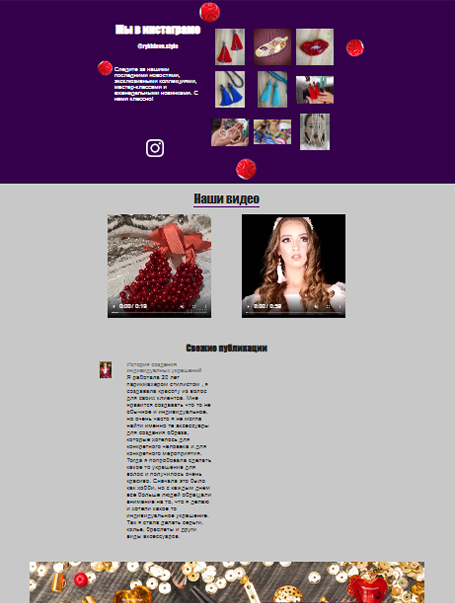 Мы в инстаграме
@rykhlova.style
Следите за нашими
последними новостями,
эксклюзивными коллекциями,
мастер-классами и
еженедельными новинками. С
нами классно!
Наши видео
0:00 / 0:19
0:00 / 0:59
Свежие публикации
История создания
индивидуальных украшений
Я работала 20 лет
парикмахером стилистом , я
создавала красоту из волос
для своих клиентов. Мне
нравится создавать что то не
обычное и индивидуальное,
но очень часто я не могла
найти именно те аксессуары
для создания образа,
которые хотелось для
конкретного человека и для
конкретного мероприятия.
Тогда я попробовала сделать
какое то украшение для
волос и получилось очень
красиво. Сначала это было
как хобби, но с каждым днем
все больше людей обращали
внимание на то, что я делаю
и хотели какое то
индивидуальное украшение.
Так я стала делать серьги,
колье, браслеты и други
виды аксессуаров.